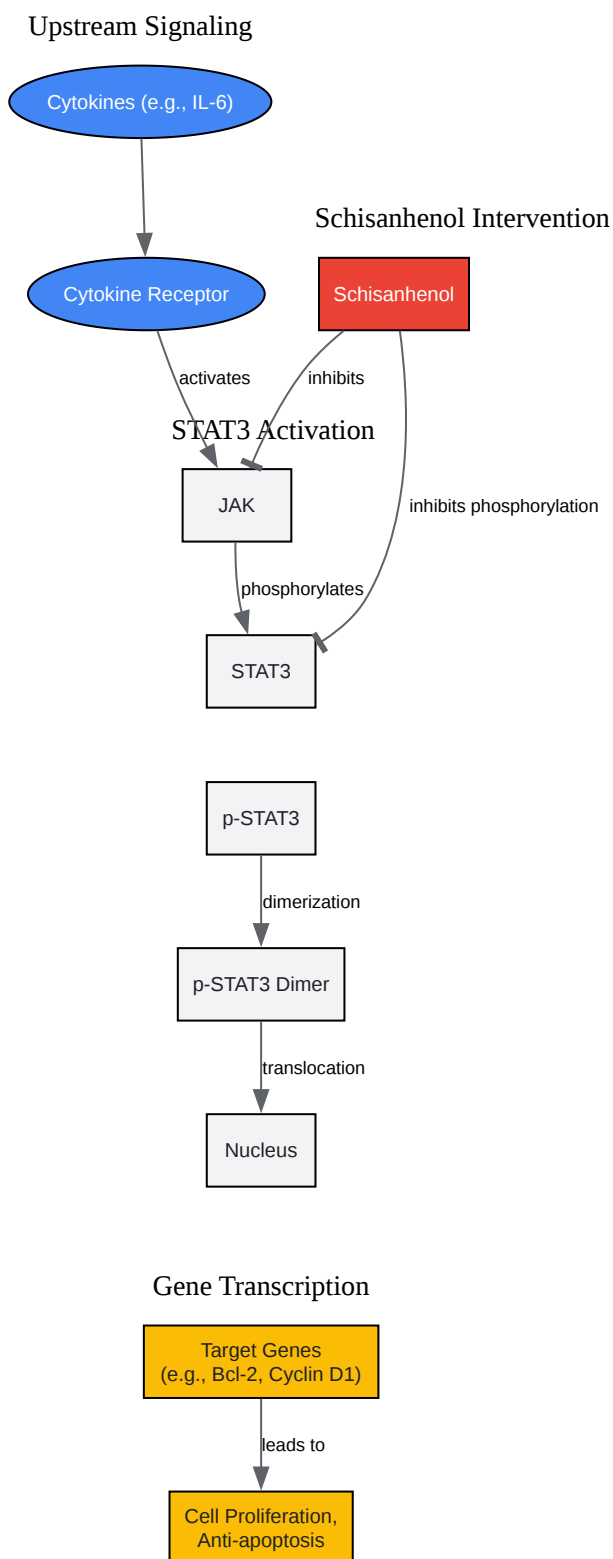 Upstream Signaling
Cytokines (e.g., IL-6)
Schisanhenol Intervention
Cytokine Receptor
Schisanhenol
activates
inhibits
STAT3 Activation
JAK
inhibits phosphorylation
phosphorylates
STAT3
p-STAT3
dimerization
p-STAT3 Dimer
translocation
Nucleus
Gene Transcription
Target Genes
(e.g., Bcl-2, Cyclin D1)
leads to
Cell Proliferation,
Anti-apoptosis